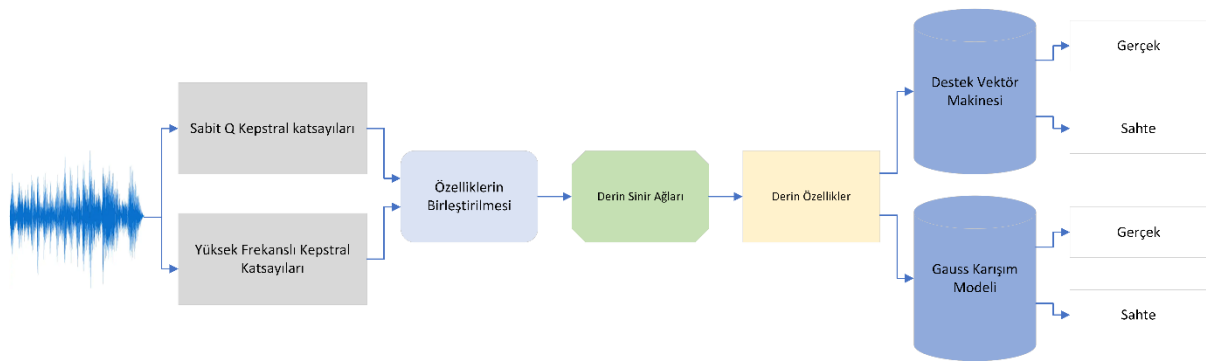 Sabit Q Kepstral katsayıları
Yüksek Frekanslı Kepstral
Katsayıları
Özelliklerin
Birleştirilmesi
Derin Sinir Ağları
Derin Özellikler
Destek Vektör
Makinesi
Gerçek
Sahte
Gauss Karışım
Modeli
Gerçek
Sahte